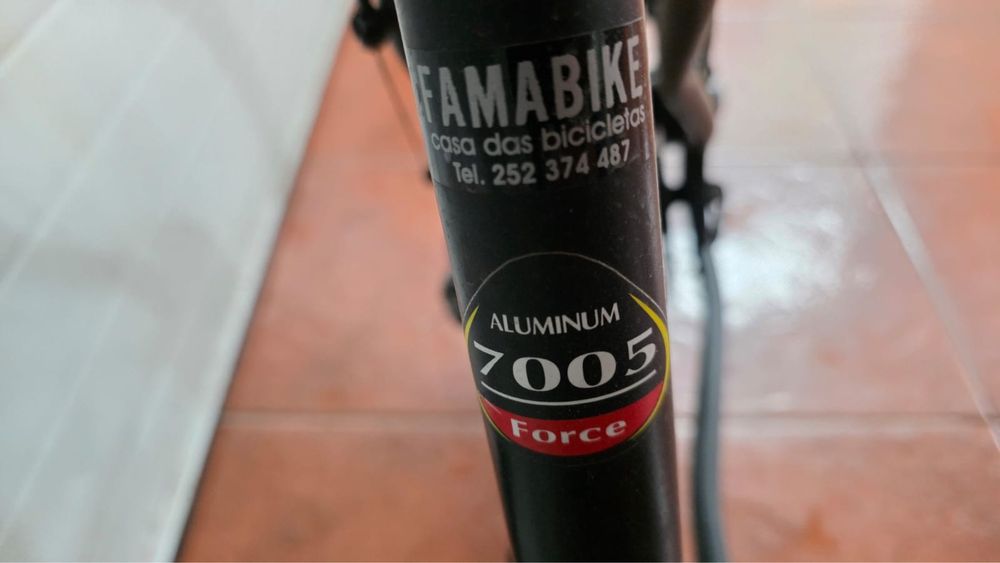 FAMABIKE
casa das bicicletas
Tel. 252 374 487
ALUMINUM
7005
Force